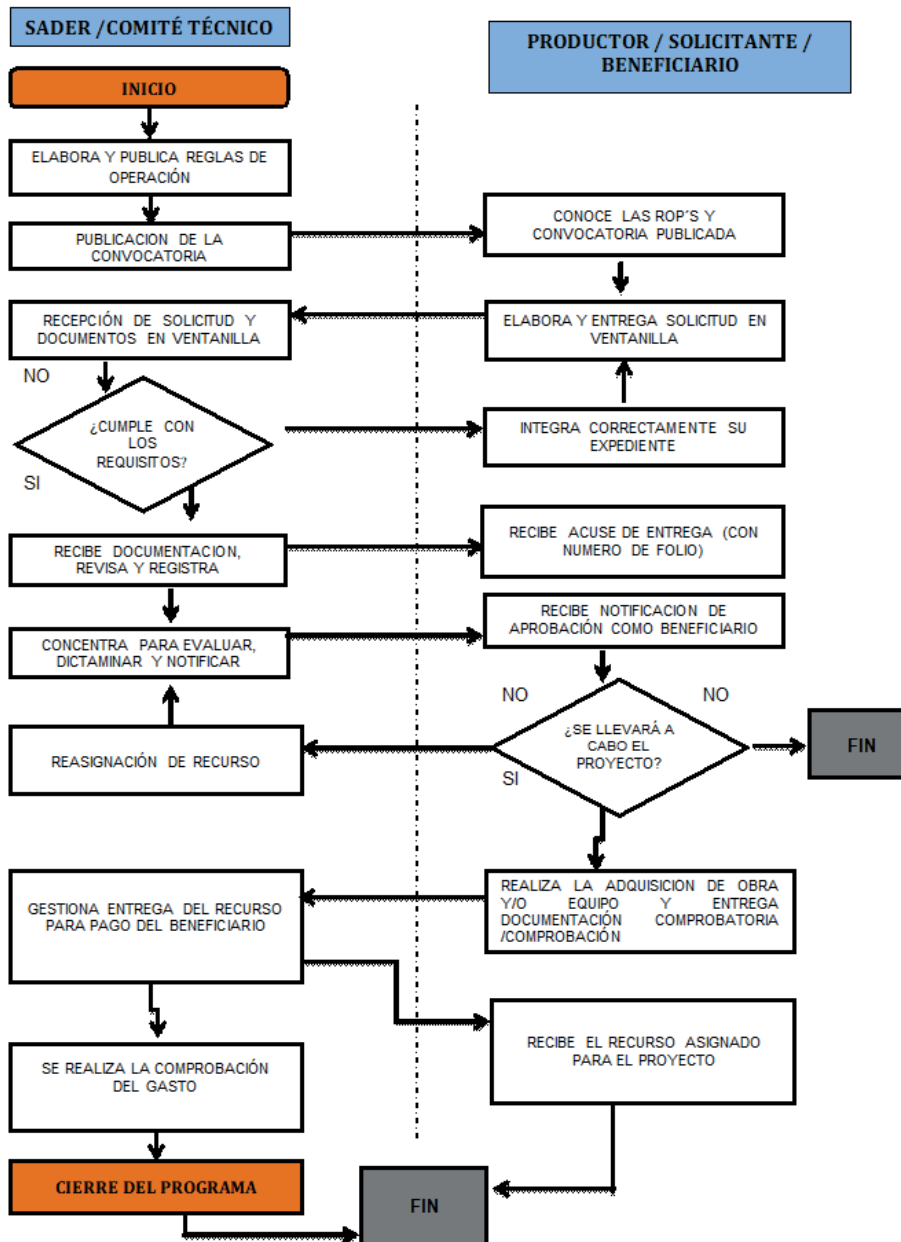 SADER /COMITÉ TÉCNICO
PRODUCTOR / SOLICITANTE /
BENEFICIARIO
INICIO
ELABORA Y PUBLICA REGLAS DE
OPERACIÓN
PUBLICACION DE LA
CONVOCATORIA
CONOCE LAS ROP´S Y
CONVOCATORIA PUBLICADA
RECEPCIÓN DE SOLICITUD Y
DOCUMENTOS EN VENTANILLA
ELABORA Y ENTREGA SOLICITUD EN
VENTANILLA
NO
¿CUMPLE CON
LOS
REQUISITOS?
SI
INTEGRA CORRECTAMENTE SU
EXPEDIENTE
RECIBE DOCUMENTACION,
REVISA Y REGISTRA
RECIBE ACUSE DE ENTREGA (CON
NUMERO DE FOLIO)
CONCENTRA PARA EVALUAR,
DICTAMINAR Y NOTIFICAR
RECIBE NOTIFICACION DE
APROBACIÓN COMO BENEFICIARIO
NO
NO
¿SE LLEVARÁ A
CABO EL
PROYECTO?
SI
FIN
REASIGNACIÓN DE RECURSO
REALIZA LA ADQUISICION DE OBRA
Y/O EQUIPO Y ENTREGA
DOCUMENTACIÓN COMPROBATORIA
/COMPROBACIÓN
GESTIONA ENTREGA DEL RECURSO
PARA PAGO DEL BENEFICIARIO
RECIBE EL RECURSO ASIGNADO
PARA EL PROYECTO
SE REALIZA LA COMPROBACIÓN
DEL GASTO
CIERRE DEL PROGRAMA
FIN